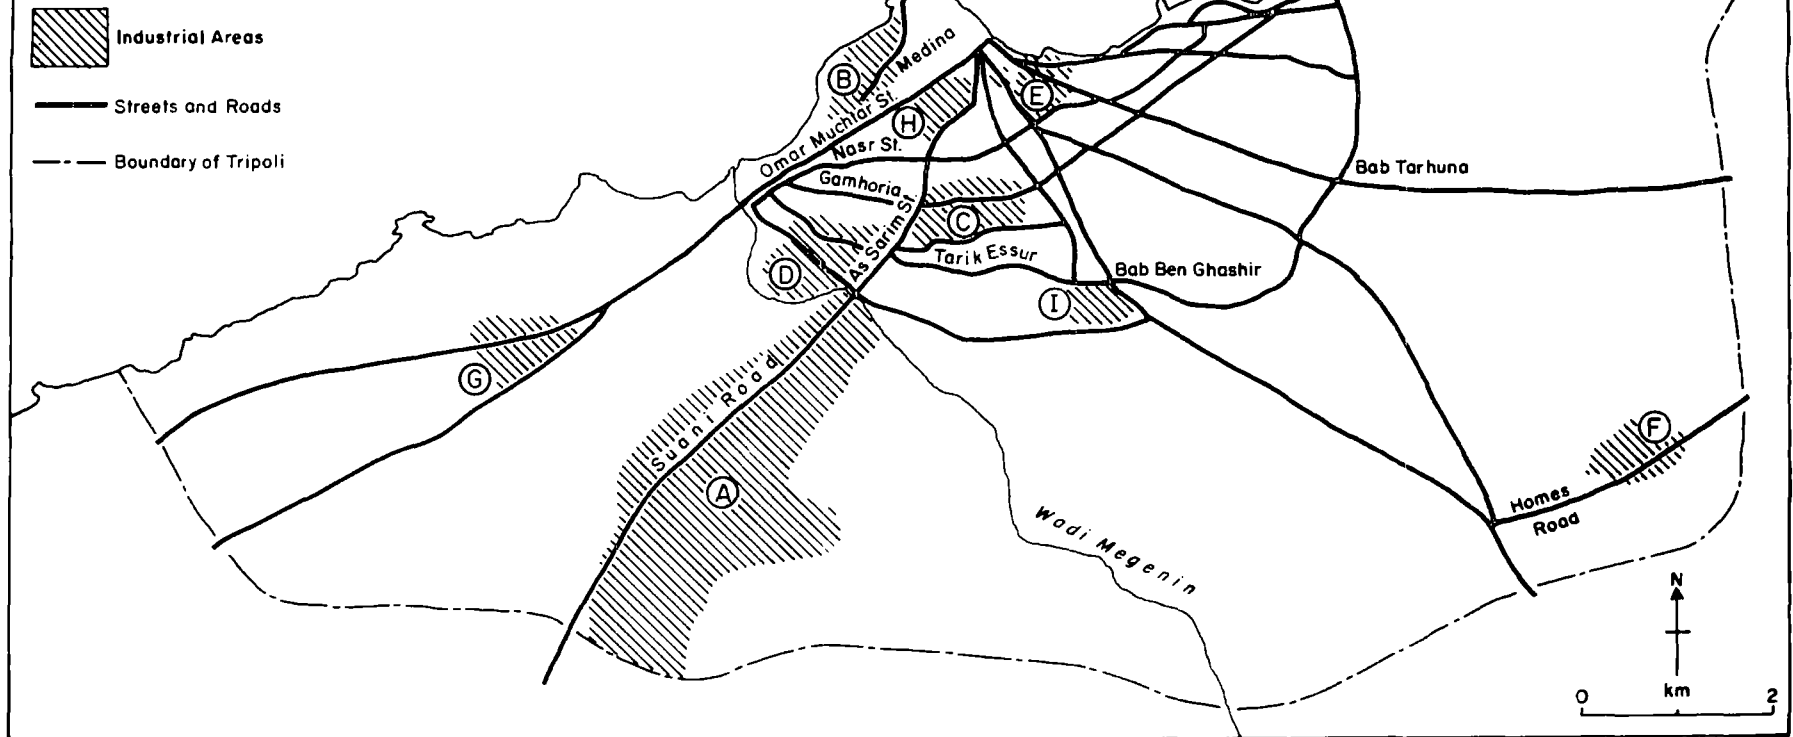 Industrial Areas
Streets and Roads
Boundary of Tripoli
B
Medina
E
H
Omar Muchtar St.
Nasr St.
Gamhoria
Bab Tarhuna
C
As Sarim St.
Tarik Essur
D
Bab Ben Ghashir
I
G
Suani Road
A
F
Homes
Road
Wadi Megenin
N
km
0 2